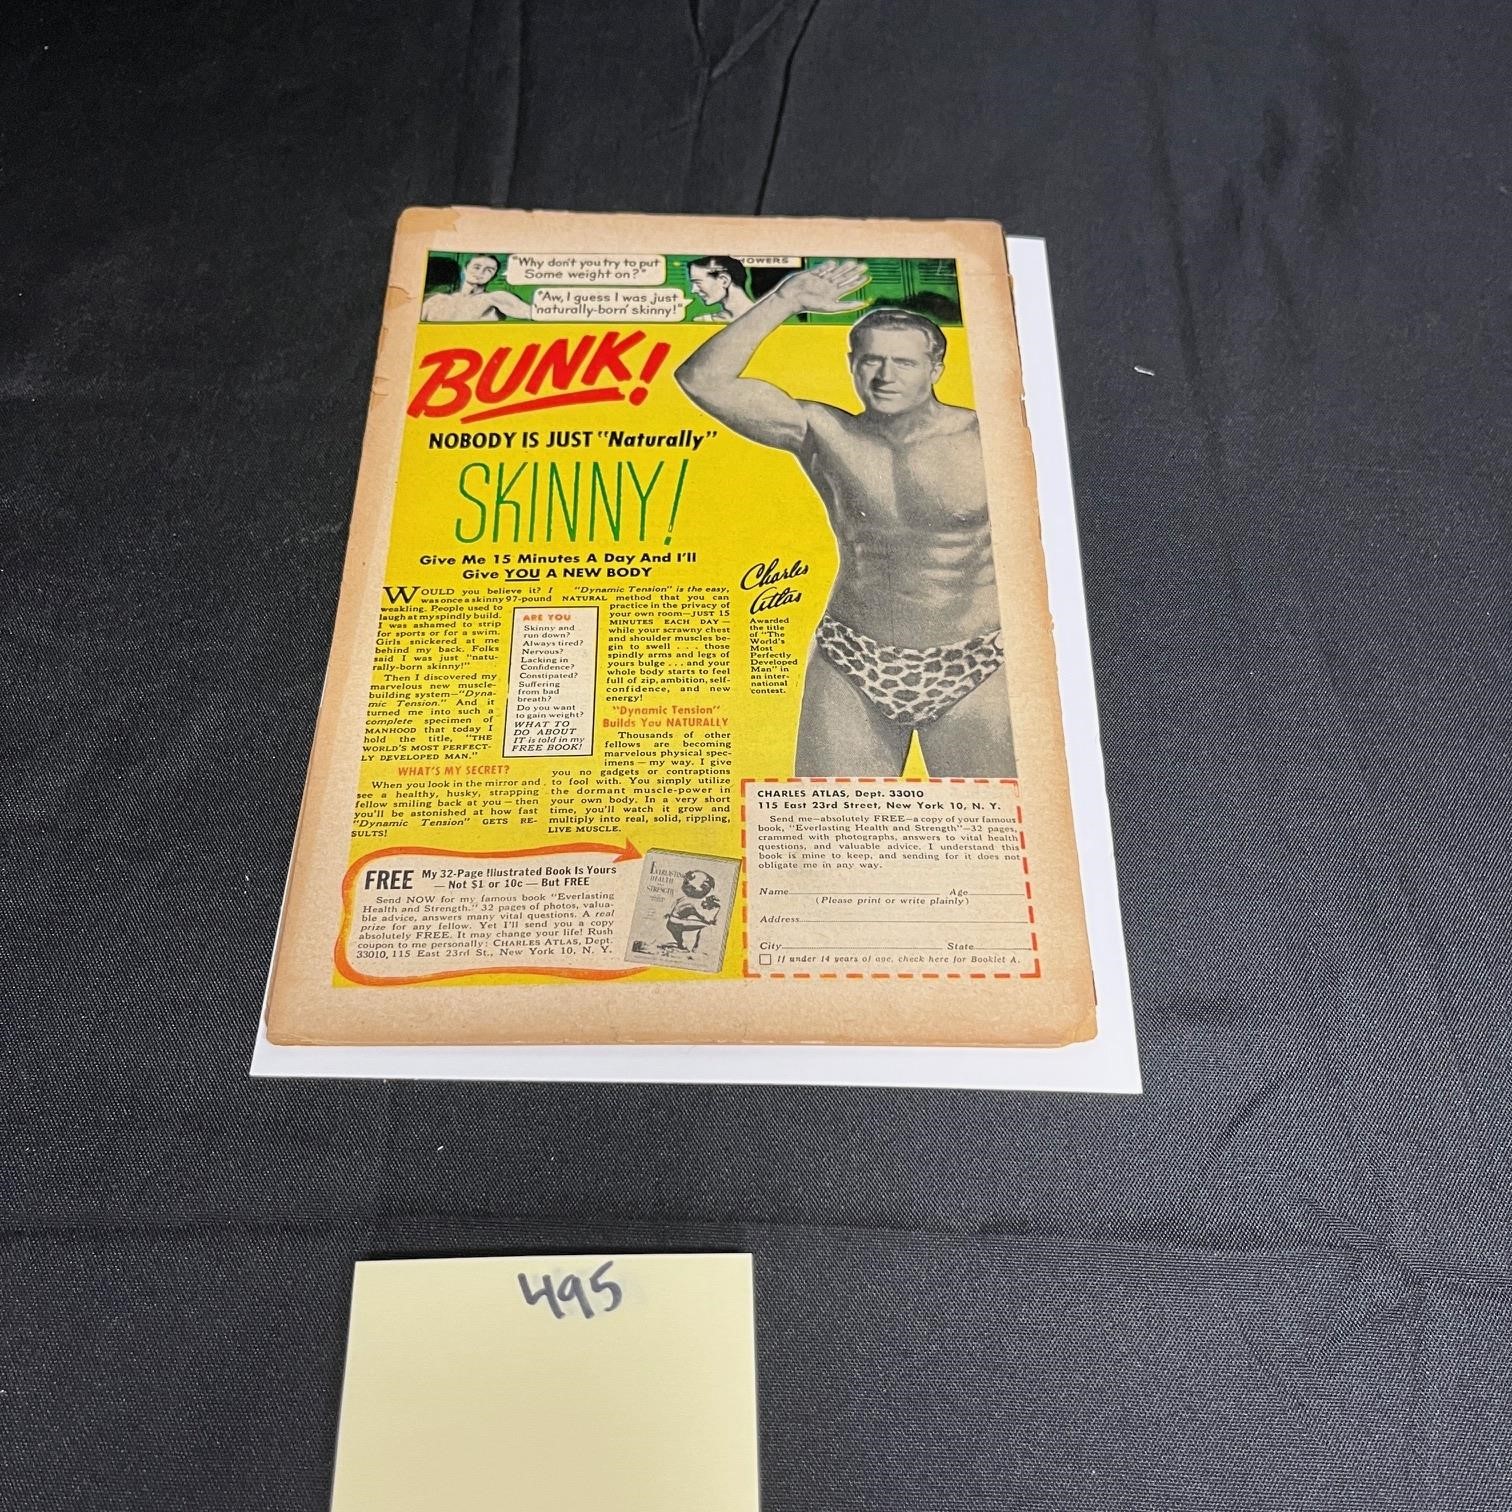 "Why don't you try to put
Some weight on?"
"Aw, I guess I was just
'naturally-born' skinny!"
HOWERS
BUNK!
NOBODY IS JUST "Naturally"
SKINNY!
Give Me 15 Minutes A Day And I'll
Give YOU A NEW BODY
WOULD you believe it? I
was once a skinny 97-pound
weakling. People used to
laugh at my spindly build.
I was ashamed to strip
for sports or for a swim.
Girls snickered at me
behind my back. Folks
said I was just "natu-
rally-born skinny!"
Then I discovered my
marvelous new muscle-
building system—"Dyna-
mic Tension." And it
turned me into such a
complete specimen of
MANHOOD that today I
hold the title, "THE
WORLD'S MOST PERFECT-
LY DEVELOPED MAN."
WHAT'S MY SECRET?
When you look in the mirror and
see a healthy, husky, strapping
fellow smiling back at you—then
you'll be astonished at how fast
"Dynamic Tension" GETS RE-
SULTS!
ARE YOU
Skinny and
run down?
Always tired?
Nervous?
Lacking in
Confidence?
Constipated?
Suffering
from bad
breath?
Do you want
to gain weight?
WHAT TO
DO ABOUT
IT is told in my
FREE BOOK!
"Dynamic Tension" is the easy,
NATURAL method that you can
practice in the privacy of
your own room—JUST 15
MINUTES EACH DAY—
while your scrawny chest
and shoulder muscles be-
gin to swell . . . those
spindly arms and legs of
yours bulge . . . and your
whole body starts to feel
full of zip, ambition, self-
confidence, and new
energy!
"Dynamic Tension"
Builds You NATURALLY
Thousands of other
fellows are becoming
marvelous physical spec-
imens—my way. I give
you no gadgets or contraptions
to fool with. You simply utilize
the dormant muscle-power in
your own body. In a very short
time, you'll watch it grow and
multiply into real, solid, rippling,
LIVE MUSCLE.
Charles
Atlas
Awarded
the title
of "The
World's
Most
Perfectly
Developed
Man" in
an inter-
national
contest.
FREE My 32-Page Illustrated Book Is Yours
—Not $1 or 10c—But FREE
Send NOW for my famous book "Everlasting
Health and Strength." 32 pages of photos, valua-
ble advice, answers many vital questions. A real
prize for any fellow. Yet I'll send you a copy
absolutely FREE. It may change your life! Rush
coupon to me personally: CHARLES ATLAS, Dept.
33010, 115 East 23rd St., New York 10, N. Y.
EVERLASTING
HEALTH
STRENGTH
CHARLES ATLAS, Dept. 33010
115 East 23rd Street, New York 10, N. Y.
Send me—absolutely FREE—a copy of your famous
book, "Everlasting Health and Strength"—32 pages,
crammed with photographs, answers to vital health
questions, and valuable advice. I understand this
book is mine to keep, and sending for it does not
obligate me in any way.
Name Age
(Please print or write plainly)
Address
City State
If under 14 years of age, check here for Booklet A.
495